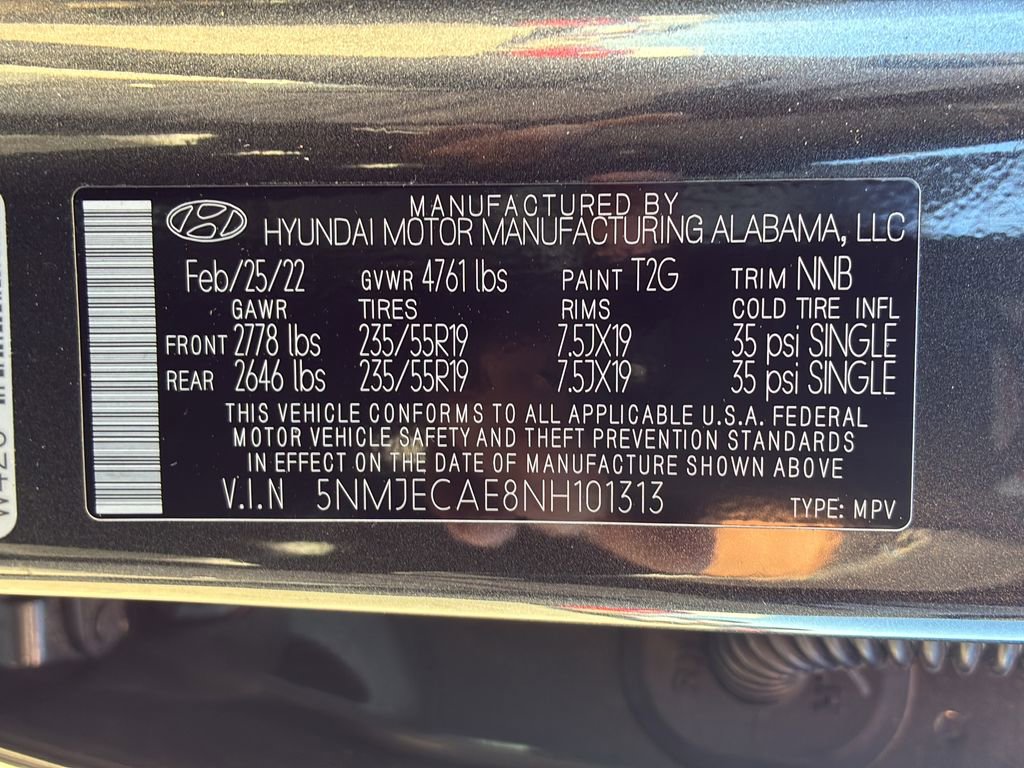 MANUFACTURED BY
HYUNDAI MOTOR MANUFACTURING ALABAMA, LLC
Feb/25/22 GVWR 4761 lbs PAINT T2G TRIM NNB
GAWR TIRES RIMS COLD TIRE INFL
FRONT 2778 lbs 235/55R19 7.5JX19 35 psi SINGLE
REAR 2646 lbs 235/55R19 7.5JX19 35 psi SINGLE
THIS VEHICLE CONFORMS TO ALL APPLICABLE U.S.A. FEDERAL
MOTOR VEHICLE SAFETY AND THEFT PREVENTION STANDARDS
IN EFFECT ON THE DATE OF MANUFACTURE SHOWN ABOVE
V.I.N 5NMJECAE8NH101313 TYPE: MPV